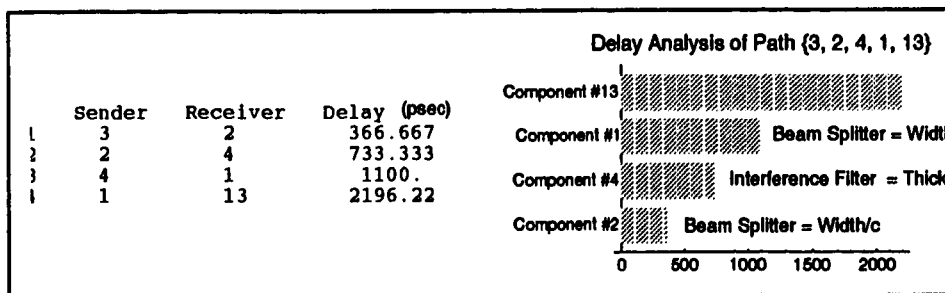 Delay Analysis of Path {3, 2, 4, 1, 13}
Sender Receiver Delay (psec)
3 2 366.667
2 2 4 733.333
3 4 1 1100.
1 13 2196.22
Component #13
Component #1 Beam Splitter = Widt
Component #4 Interference Filter = Thick
Component #2 Beam Splitter = Width/c
0 500 1000 1500 2000